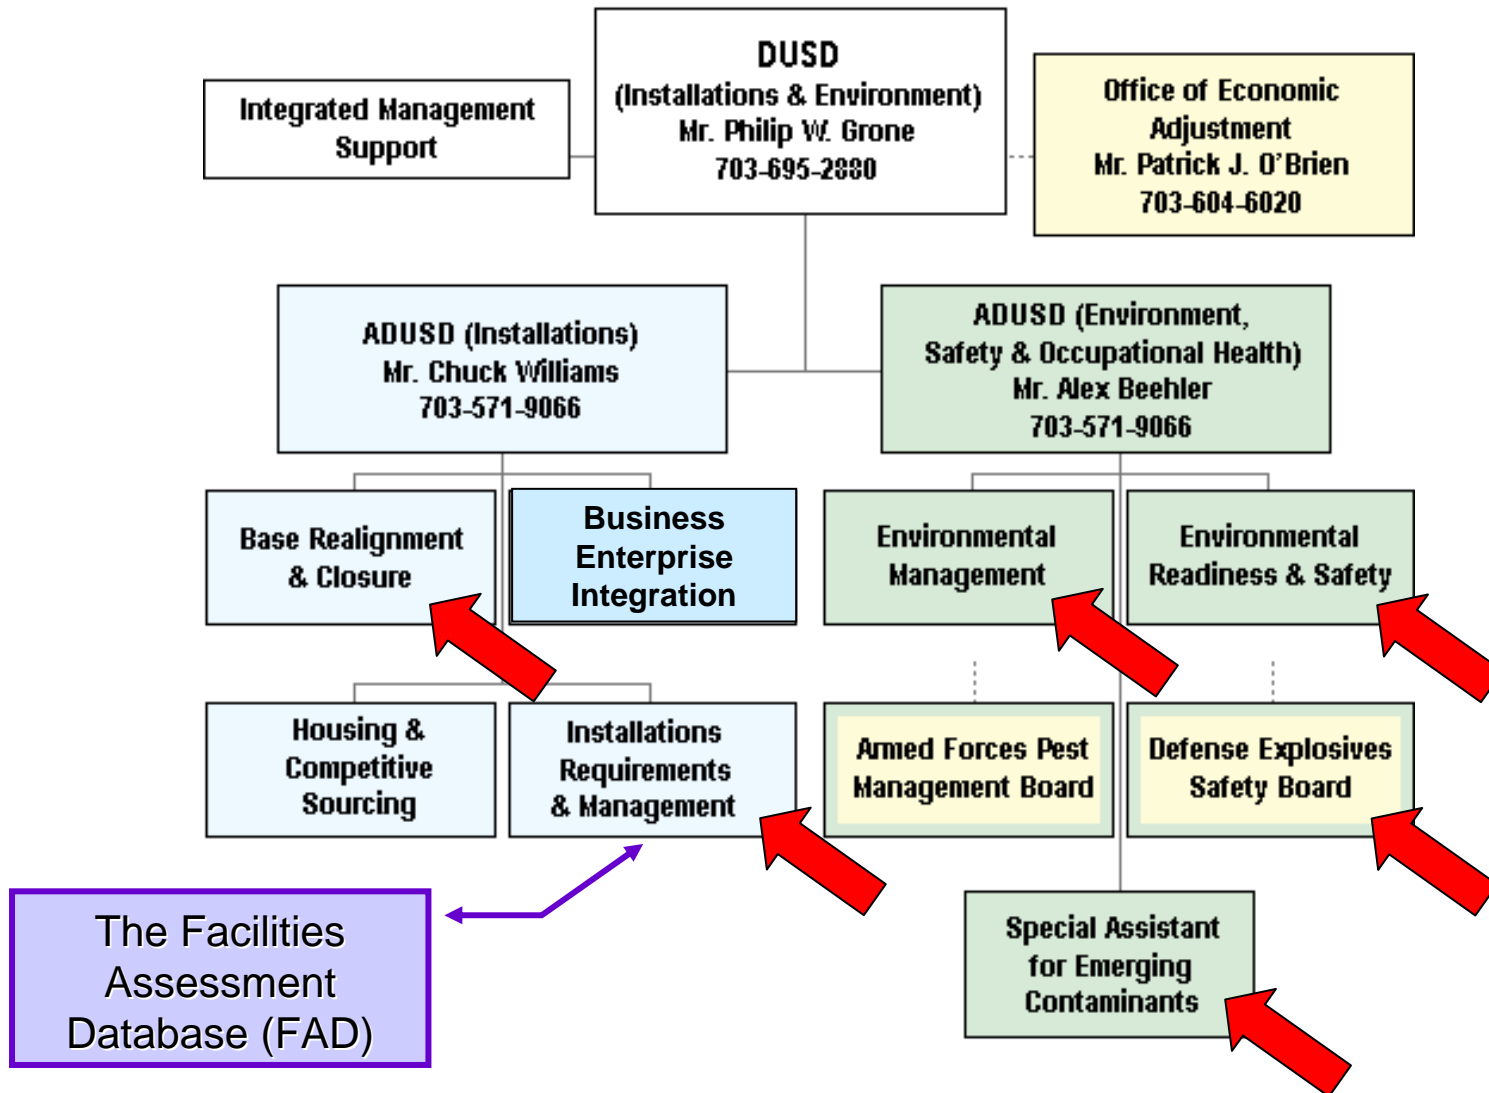 DUSD
(Installations & Environment)
Mr. Philip W. Grone
703-695-2880
Integrated Management
Support
Office of Economic
Adjustment
Mr. Patrick J. O'Brien
703-604-6020
ADUSD (Installations)
Mr. Chuck Williams
703-571-9066
ADUSD (Environment,
Safety & Occupational Health)
Mr. Alex Beehler
703-571-9066
Base Realignment
& Closure
Business
Enterprise
Integration
Environmental
Management
Environmental
Readiness & Safety
Housing &
Competitive
Sourcing
Installations
Requirements
& Management
Armed Forces Pest
Management Board
Defense Explosives
Safety Board
The Facilities
Assessment
Database (FAD)
Special Assistant
for Emerging
Contaminants